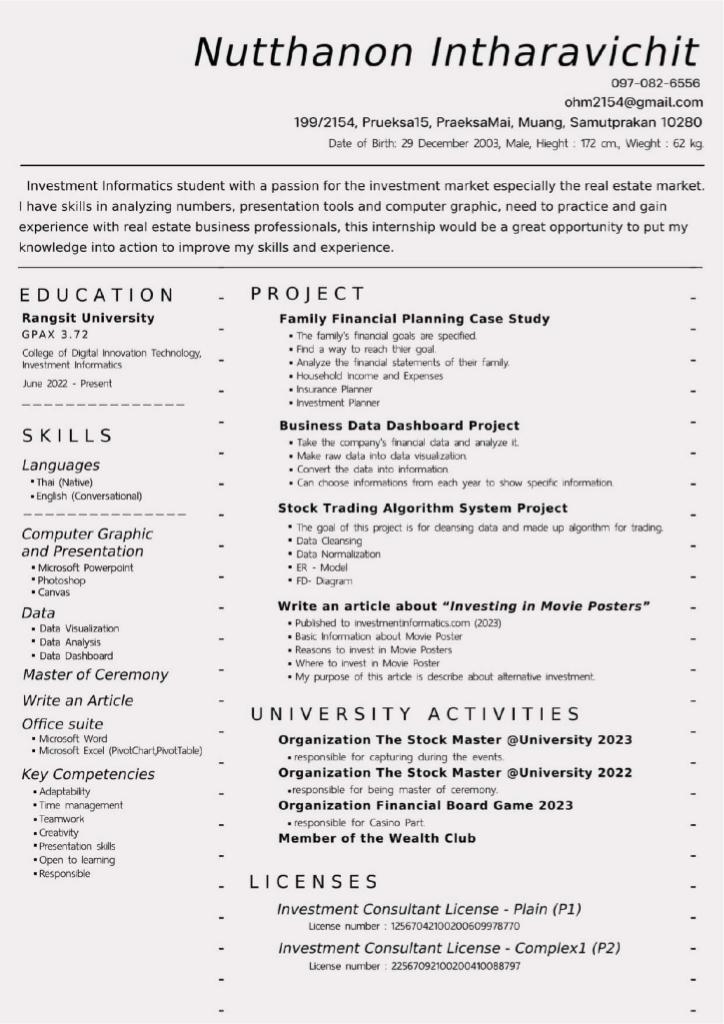 Nutthanon Intharavichit
097-082-6556
ohm2154@gmail.com
199/2154, Prueksa15, PraeksaMai, Muang, Samutprakan 10280
Date of Birth: 29 December 2003, Male, Hieght : 172 cm., Wieght : 62 kg.
Investment Informatics student with a passion for the investment market especially the real estate market.
I have skills in analyzing numbers, presentation tools and computer graphic, need to practice and gain
experience with real estate business professionals, this internship would be a great opportunity to put my
knowledge into action to improve my skills and experience.
EDUCATION
Rangsit University
GPAX 3.72
College of Digital Innovation Technology,
Investment Informatics
June 2022 - Present
SKILLS
Languages
▪ Thai (Native)
▪ English (Conversational)
Computer Graphic
and Presentation
▪ Microsoft Powerpoint
▪ Photoshop
▪ Canvas
Data
▪ Data Visualization
▪ Data Analysis
▪ Data Dashboard
Master of Ceremony
Write an Article
Office suite
▪ Microsoft Word
▪ Microsoft Excel (PivotChart,PivotTable)
Key Competencies
▪ Adaptability
▪ Time management
▪ Teamwork
▪ Creativity
▪ Presentation skills
▪ Open to learning
▪ Responsible
PROJECT
Family Financial Planning Case Study
▪ The family's financial goals are specified.
▪ Find a way to reach thier goal.
▪ Analyze the financial statements of their family.
▪ Household Income and Expenses
▪ Insurance Planner
▪ Investment Planner
Business Data Dashboard Project
▪ Take the company's financial data and analyze it.
▪ Make raw data into data visualization.
▪ Convert the data into information.
▪ Can choose informations from each year to show specific information.
Stock Trading Algorithm System Project
▪ The goal of this project is for cleansing data and made up algorithm for trading.
▪ Data Cleansing
▪ Data Normalization
▪ ER - Model
▪ FD- Diagram
Write an article about “Investing in Movie Posters”
▪ Published to investmentinformatics.com (2023)
▪ Basic Information about Movie Poster
▪ Reasons to invest in Movie Posters
▪ Where to invest in Movie Poster
▪ My purpose of this article is describe about alternative investment.
UNIVERSITY ACTIVITIES
Organization The Stock Master @University 2023
▪ responsible for capturing during the events.
Organization The Stock Master @University 2022
▪responsible for being master of ceremony.
Organization Financial Board Game 2023
▪ responsible for Casino Part.
Member of the Wealth Club
LICENSES
Investment Consultant License - Plain (P1)
License number : 12567042100200609978770
Investment Consultant License - Complex1 (P2)
License number : 22567092100200410088797